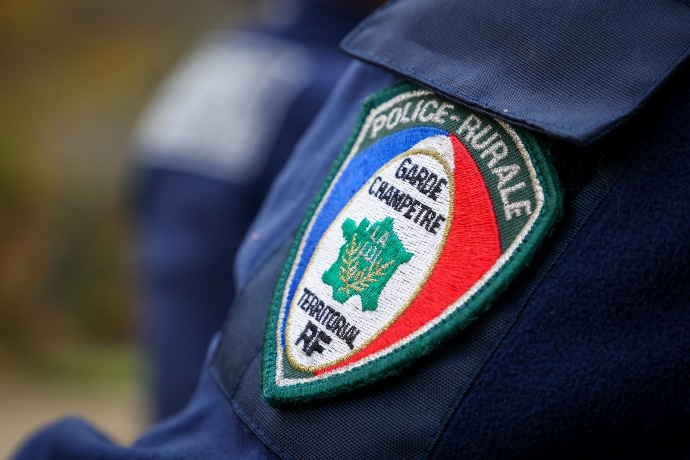 POLICE-RURALE
GARDE
CHAMPETRE
LA
LOI
TERRITORIAL
RF